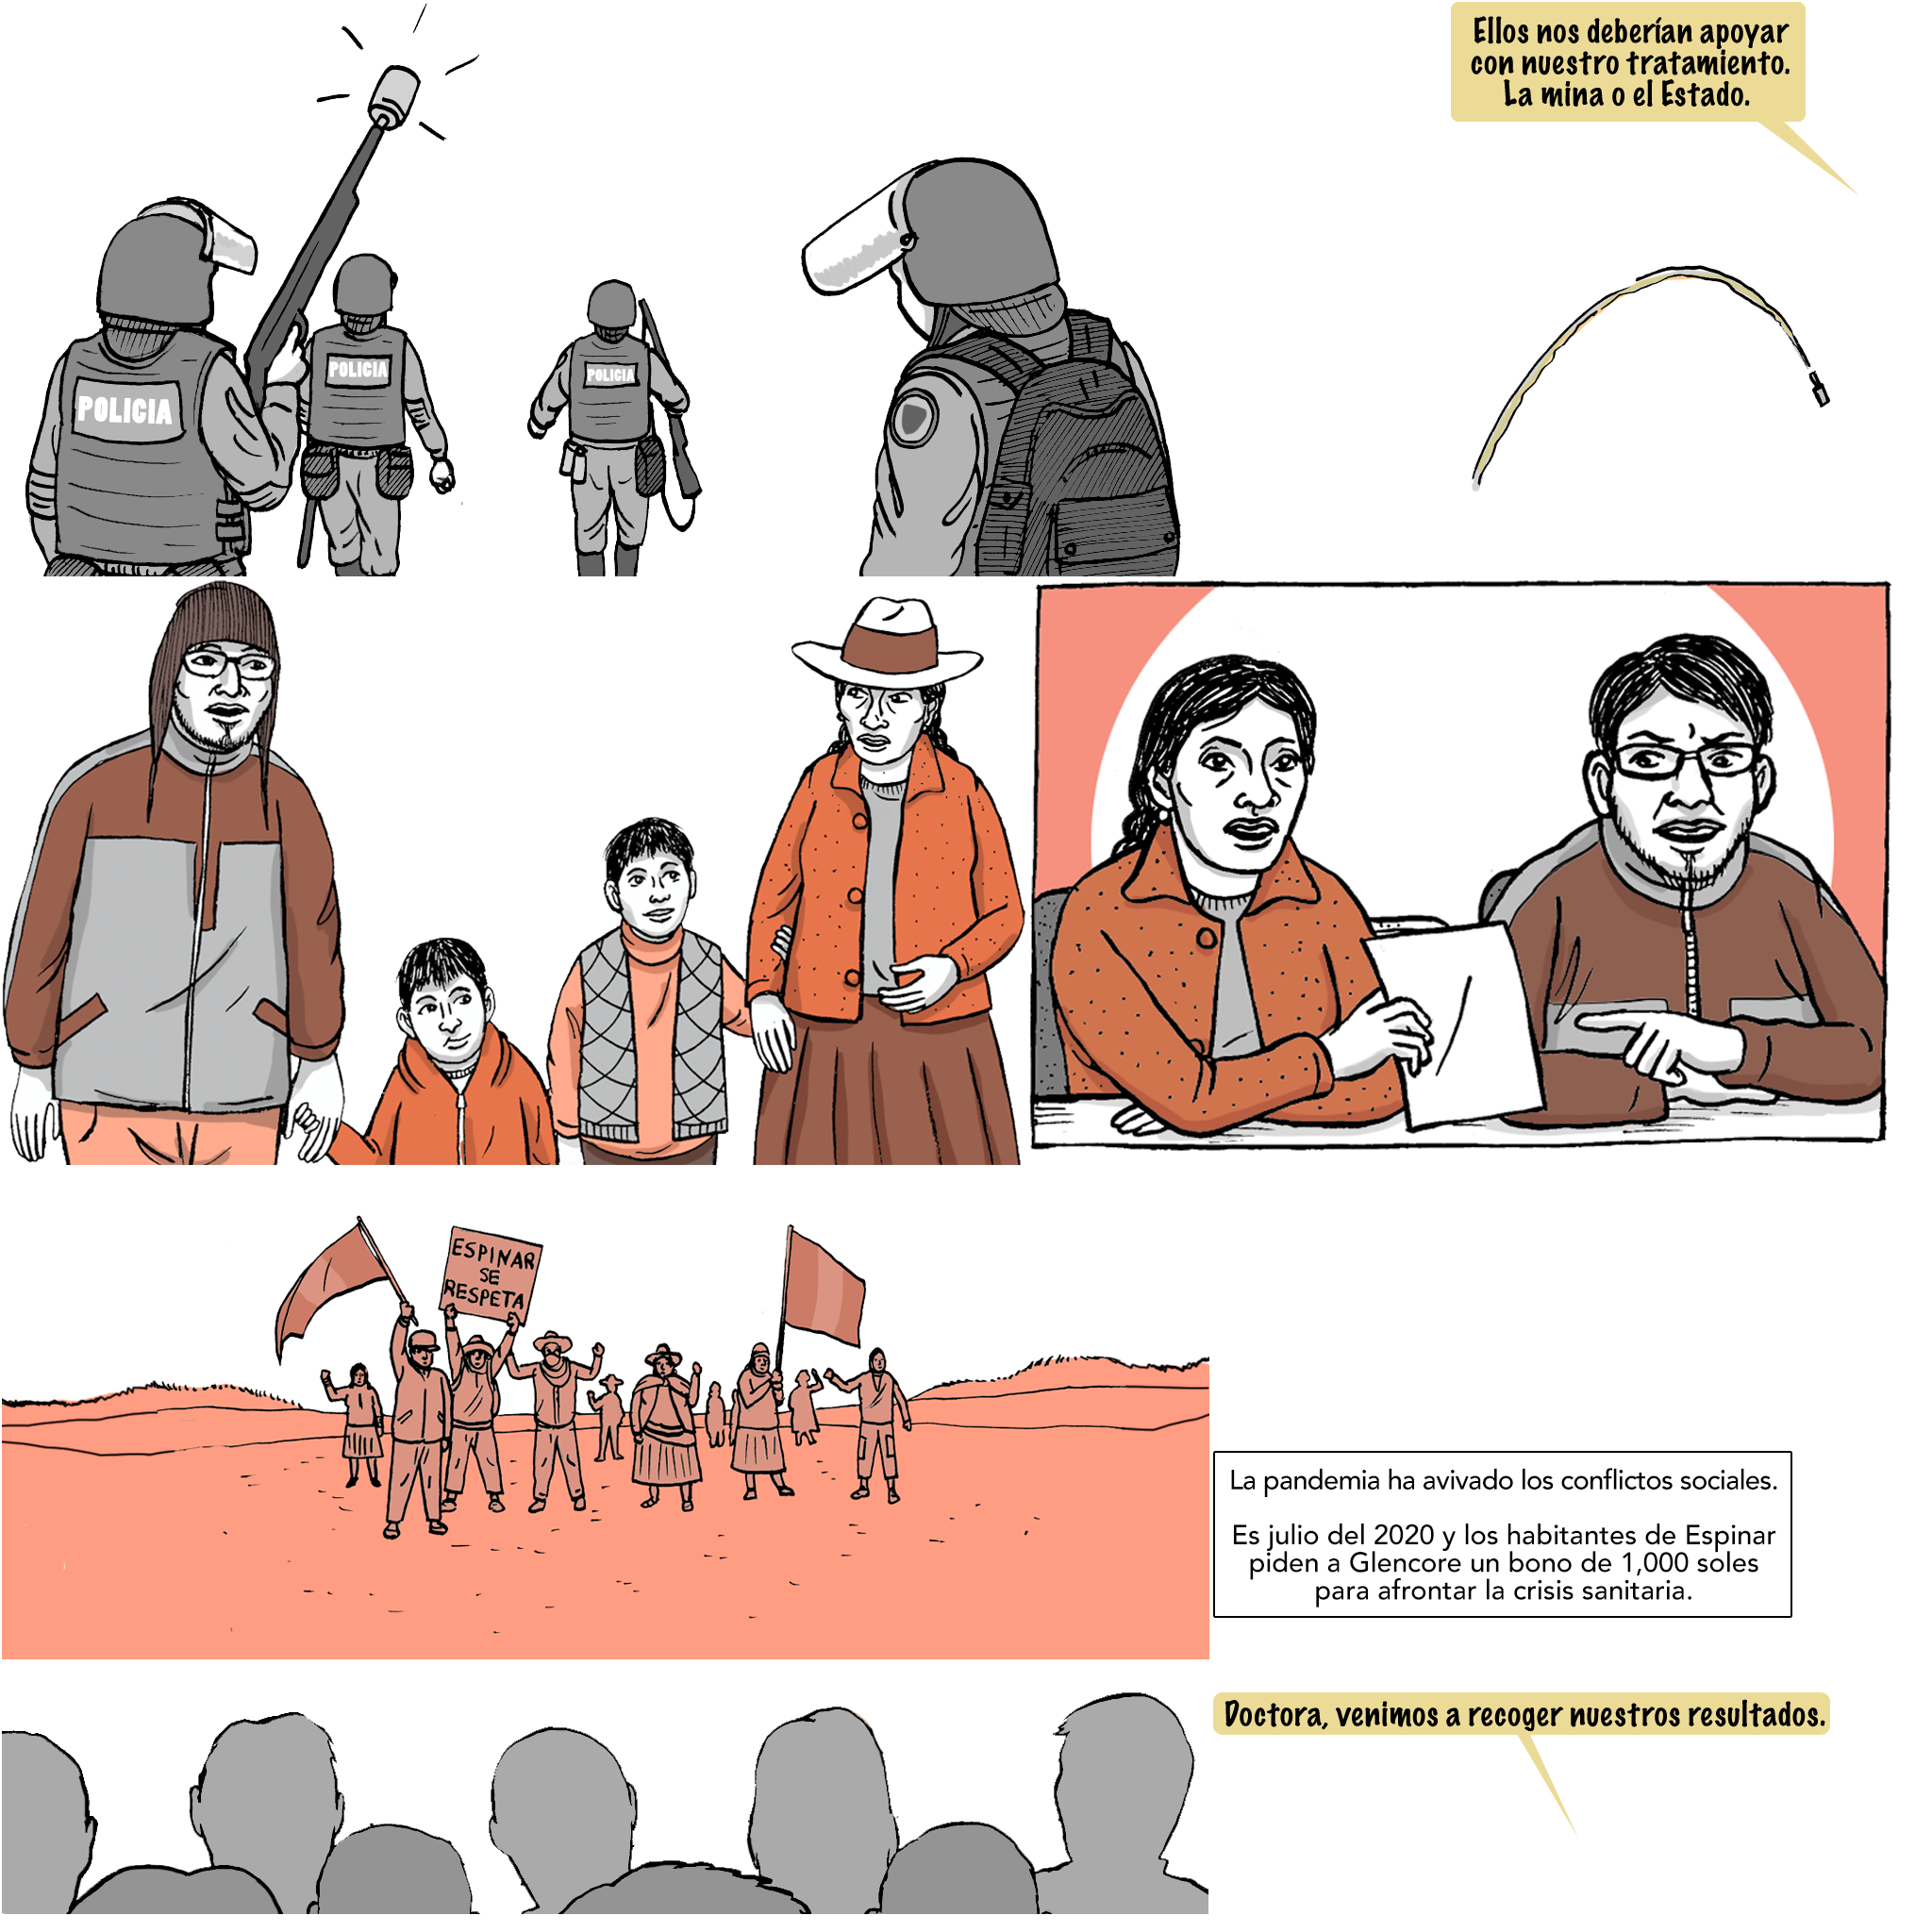 Ellos nos deberían apoyar
con nuestro tratamiento.
La mina o el Estado.
POLICIA
POLICIA
POLICIA
ESPINAR
SE
RESPETA
La pandemia ha avivado los conflictos sociales.
Es julio del 2020 y los habitantes de Espinar
piden a Glencore un bono de 1,000 soles
para afrontar la crisis sanitaria.
Doctora, venimos a recoger nuestros resultados.